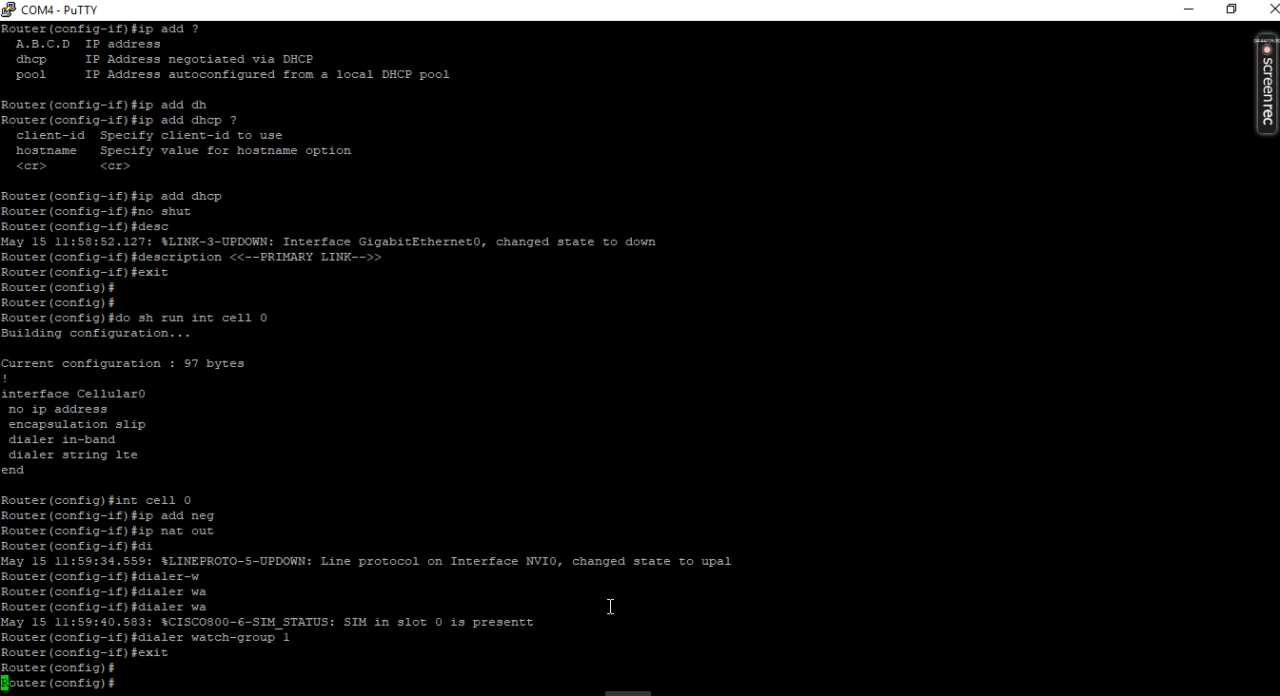 COM4 - PuTTY
Router(config-if)#ip add ?
  A.B.C.D  IP address
  dhcp     IP Address negotiated via DHCP
  pool     IP Address autoconfigured from a local DHCP pool
Router(config-if)#ip add dh
Router(config-if)#ip add dhcp ?
  client-id  Specify client-id to use
  hostname   Specify value for hostname option
  <cr>       <cr>
Router(config-if)#ip add dhcp
Router(config-if)#no shut
Router(config-if)#desc
May 15 11:58:52.127: %LINK-3-UPDOWN: Interface GigabitEthernet0, changed state to down
Router(config-if)#description <<--PRIMARY LINK-->>
Router(config-if)#exit
Router(config)#
Router(config)#
Router(config)#do sh run int cell 0
Building configuration...
Current configuration : 97 bytes
!
interface Cellular0
 no ip address
 encapsulation slip
 dialer in-band
 dialer string lte
end
Router(config)#int cell 0
Router(config-if)#ip add neg
Router(config-if)#ip nat out
Router(config-if)#di
May 15 11:59:34.559: %LINEPROTO-5-UPDOWN: Line protocol on Interface NVI0, changed state to upal
Router(config-if)#dialer-w
Router(config-if)#dialer wa
Router(config-if)#dialer wa
May 15 11:59:40.583: %CISCO800-6-SIM_STATUS: SIM in slot 0 is presentt
Router(config-if)#dialer watch-group 1
Router(config-if)#exit
Router(config)#
Router(config)#
screenrec